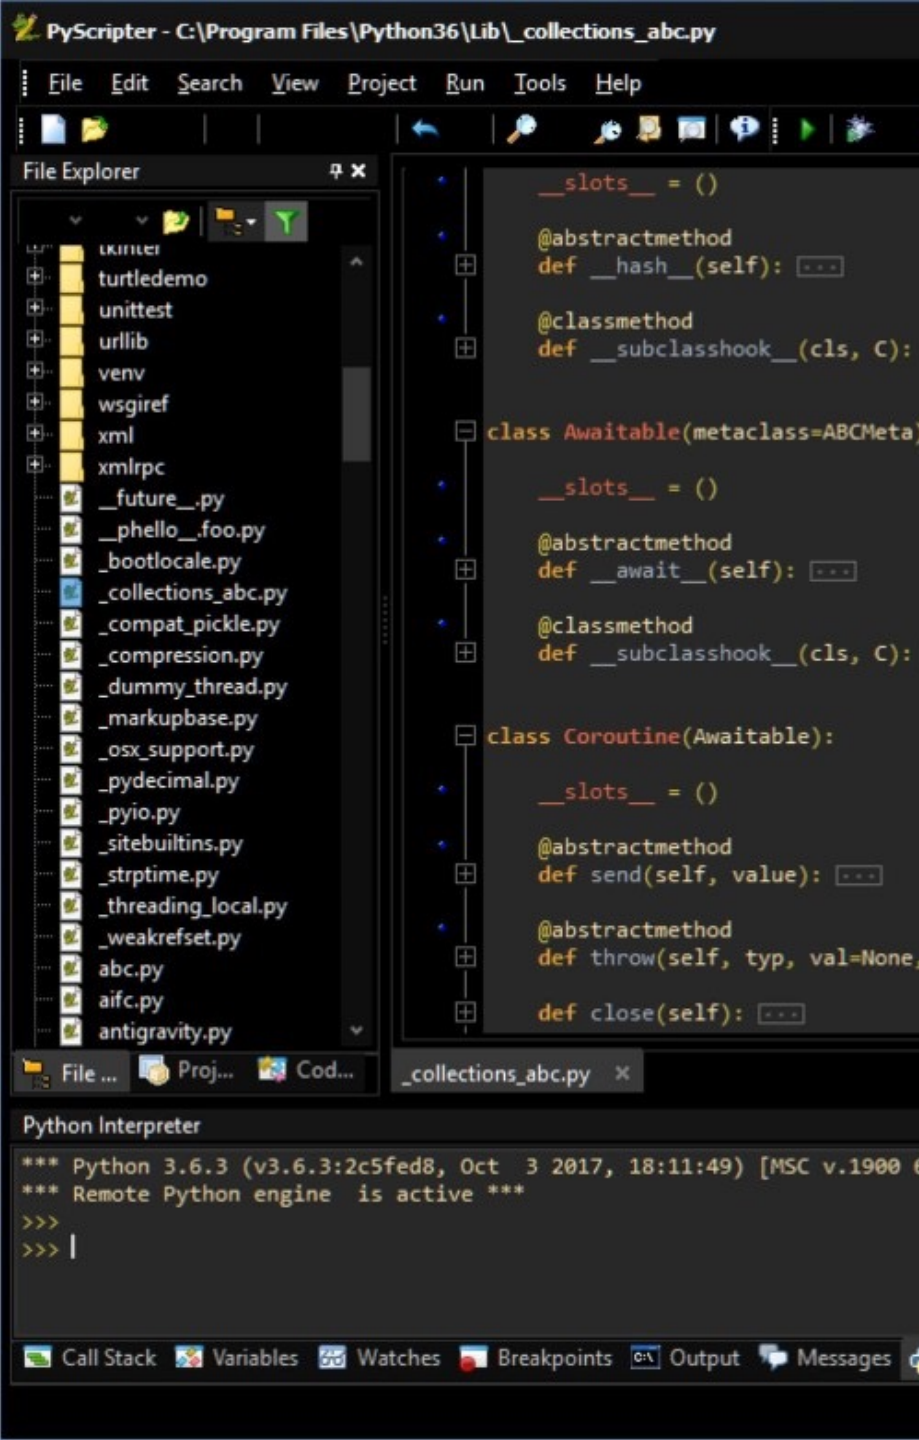 PyScripter - C:\Program Files\Python36\Lib\_collections_abc.py
File Edit Search View Project Run Tools Help
File Explorer
tkinter
turtledemo
unittest
urllib
venv
wsgiref
xml
xmlrpc
__future__.py
__phello__.foo.py
_bootlocale.py
_collections_abc.py
_compat_pickle.py
_compression.py
_dummy_thread.py
_markupbase.py
_osx_support.py
_pydecimal.py
_pyio.py
_sitebuiltins.py
_strptime.py
_threading_local.py
_weakrefset.py
abc.py
aifc.py
antigravity.py
File ... Proj... Cod...
__slots__ = ()
@abstractmethod
def __hash__(self): ...
@classmethod
def __subclasshook__(cls, C):
class Awaitable(metaclass=ABCMeta)
__slots__ = ()
@abstractmethod
def __await__(self): ...
@classmethod
def __subclasshook__(cls, C):
class Coroutine(Awaitable):
__slots__ = ()
@abstractmethod
def send(self, value): ...
@abstractmethod
def throw(self, typ, val=None,
def close(self): ...
_collections_abc.py
Python Interpreter
*** Python 3.6.3 (v3.6.3:2c5fed8, Oct  3 2017, 18:11:49) [MSC v.1900
*** Remote Python engine  is active ***
>>>
>>>
Call Stack Variables Watches Breakpoints Output Messages